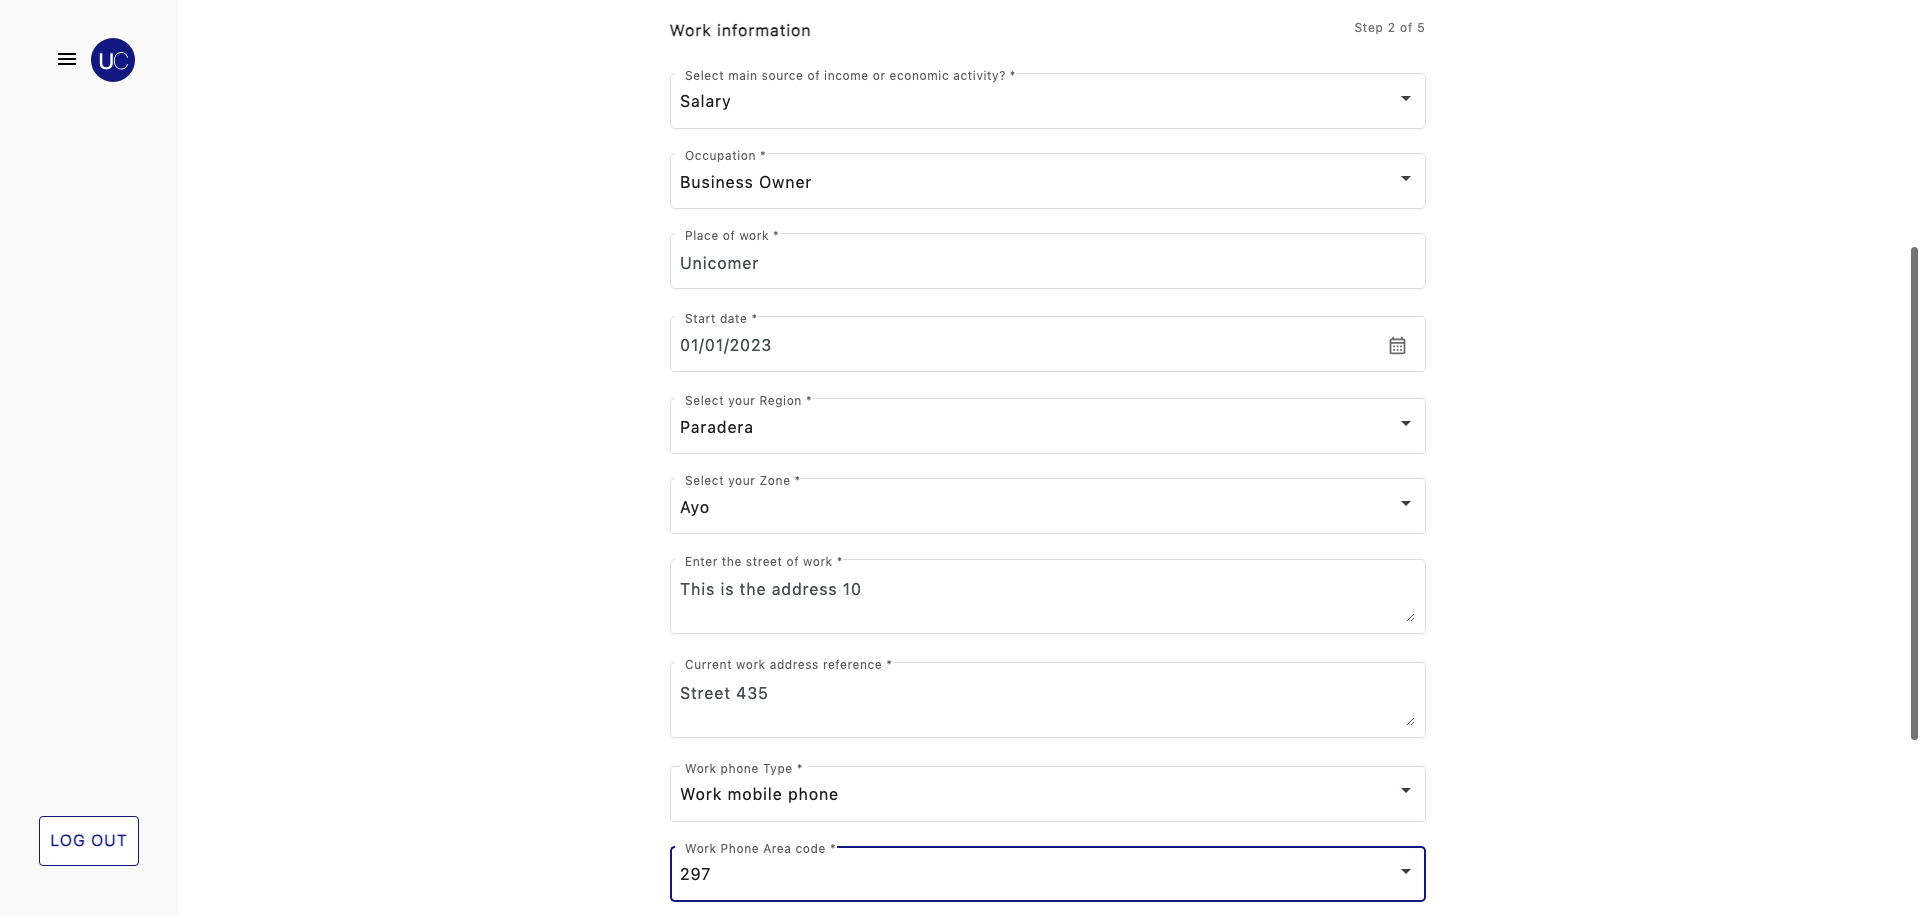 UC
Work information
Step 2 of 5
Select main source of income or economic activity? *
Salary
Occupation *
Business Owner
Place of work *
Unicomer
Start date *
01/01/2023
Select your Region *
Paradera
Select your Zone *
Ayo
Enter the street of work *
This is the address 10
Current work address reference *
Street 435
Work phone Type *
Work mobile phone
LOG OUT
Work Phone Area code *
297